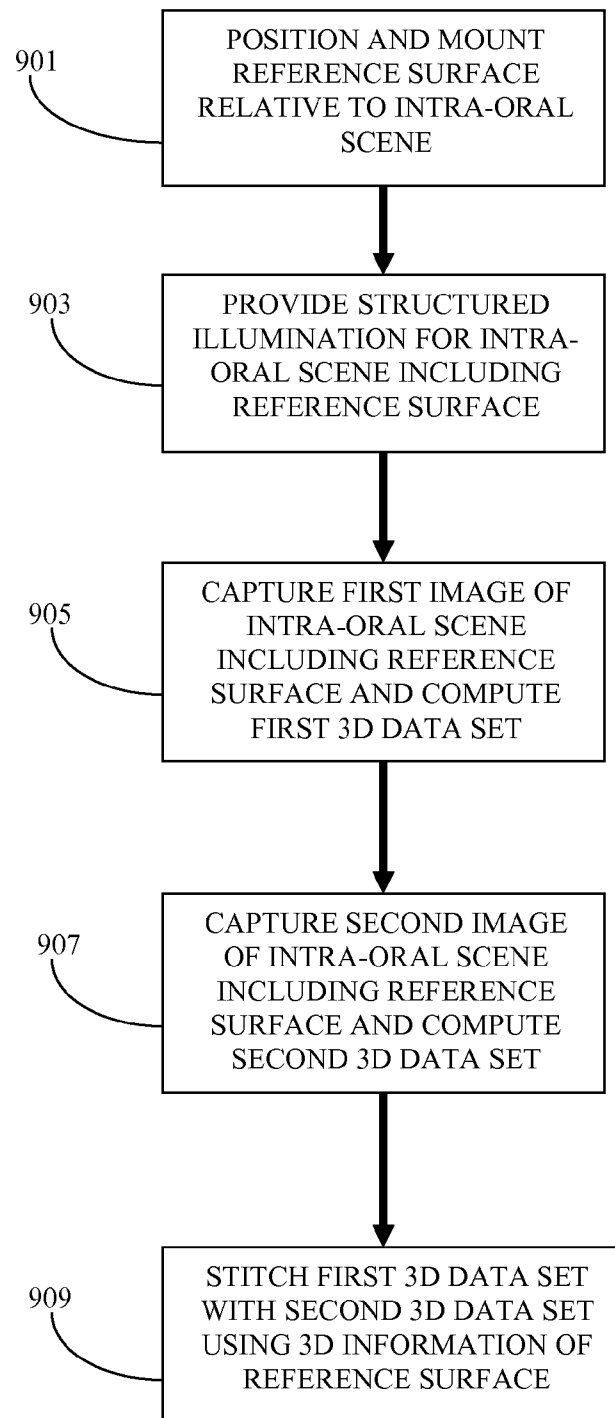 901
POSITION AND MOUNT
REFERENCE SURFACE
RELATIVE TO INTRA-ORAL
SCENE
903
PROVIDE STRUCTURED
ILLUMINATION FOR INTRA-
ORAL SCENE INCLUDING
REFERENCE SURFACE
905
CAPTURE FIRST IMAGE OF
INTRA-ORAL SCENE
INCLUDING REFERENCE
SURFACE AND COMPUTE
FIRST 3D DATA SET
907
CAPTURE SECOND IMAGE
OF INTRA-ORAL SCENE
INCLUDING REFERENCE
SURFACE AND COMPUTE
SECOND 3D DATA SET
909
STITCH FIRST 3D DATA SET
WITH SECOND 3D DATA SET
USING 3D INFORMATION OF
REFERENCE SURFACE